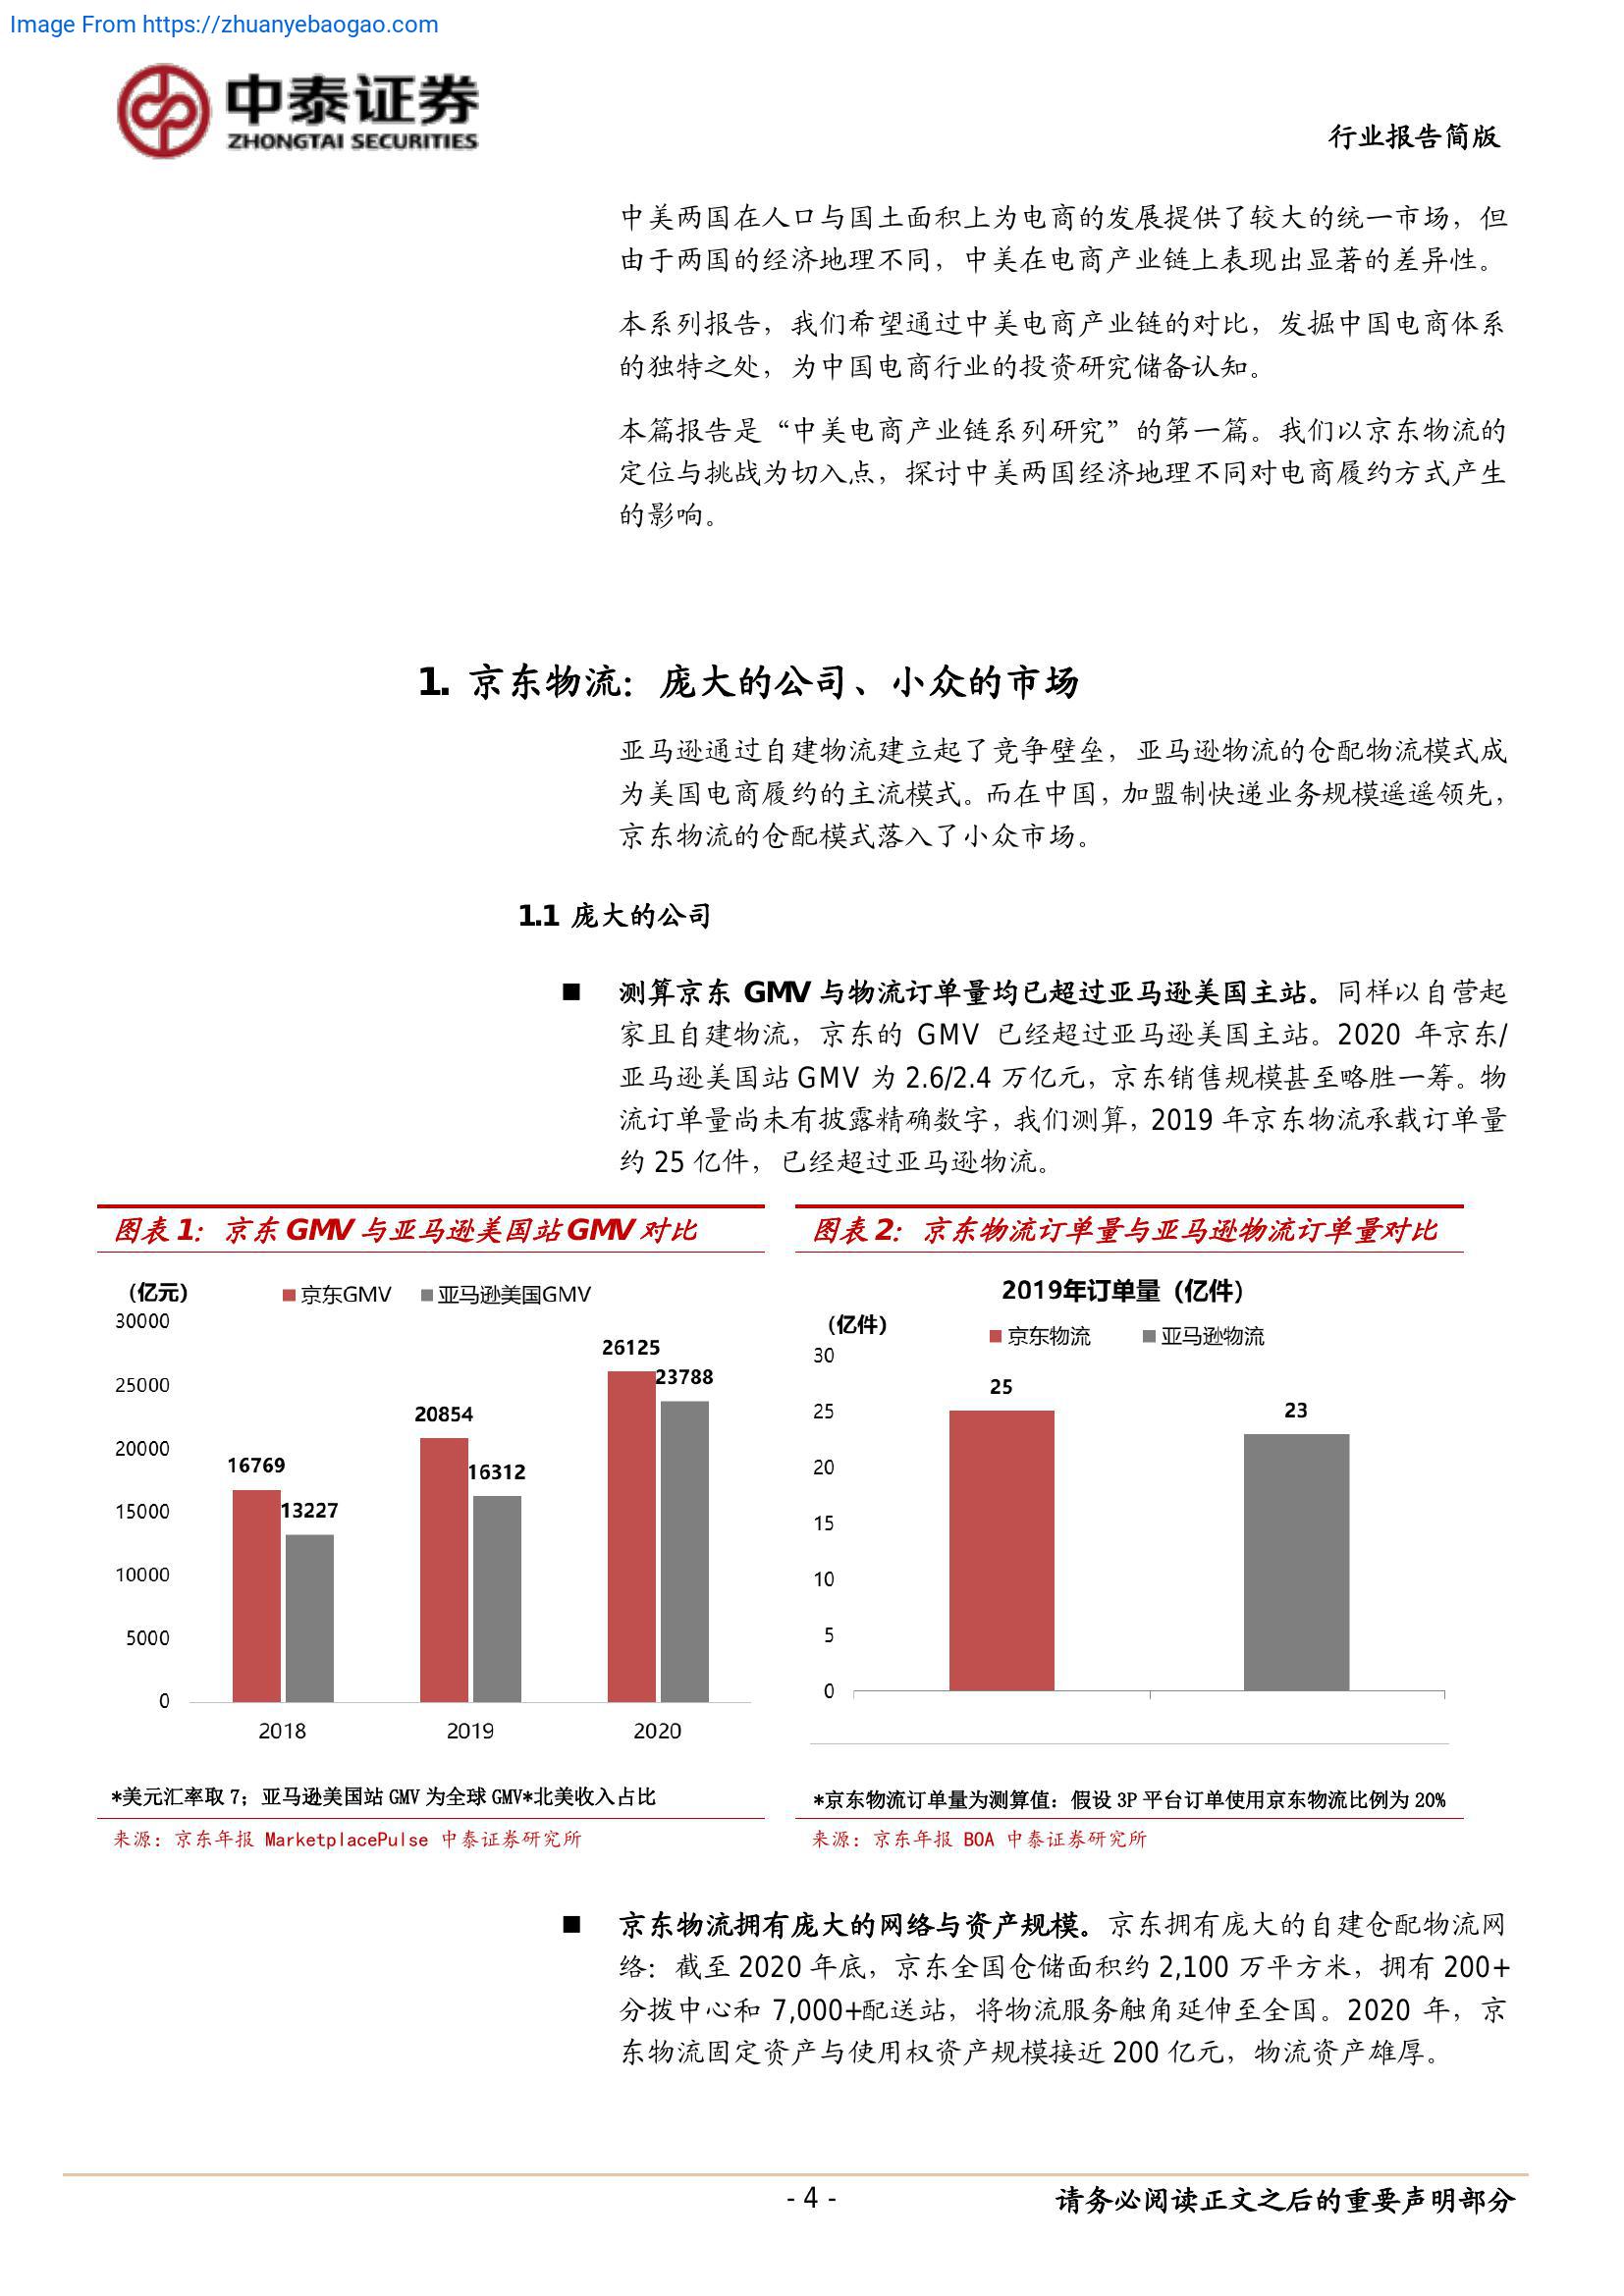 Image From https://zhuanyebaogao.com
中泰证券
ZHONGTAI SECURITIES
行业报告简版
中美两国在人口与国土面积上为电商的发展提供了较大的统一市场，但
由于两国的经济地理不同，中美在电商产业链上表现出显著的差异性。
本系列报告，我们希望通过中美电商产业链的对比，发掘中国电商体系
的独特之处，为中国电商行业的投资研究储备认知。
本篇报告是“中美电商产业链系列研究”的第一篇。我们以京东物流的
定位与挑战为切入点，探讨中美两国经济地理不同对电商履约方式产生
的影响。
1. 京东物流：庞大的公司、小众的市场
亚马逊通过自建物流建立起了竞争壁垒，亚马逊物流的仓配物流模式成
为美国电商履约的主流模式。而在中国，加盟制快递业务规模遥遥领先，
京东物流的仓配模式落入了小众市场。
1.1 庞大的公司
■ 测算京东 GMV 与物流订单量均已超过亚马逊美国主站。同样以自营起
家且自建物流，京东的 GMV 已经超过亚马逊美国主站。2020 年京东/
亚马逊美国站 GMV 为 2.6/2.4 万亿元，京东销售规模甚至略胜一筹。物
流订单量尚未有披露精确数字，我们测算，2019 年京东物流承载订单量
约 25 亿件，已经超过亚马逊物流。
图表 1：京东 GMV 与亚马逊美国站 GMV 对比
（亿元）
京东GMV 亚马逊美国GMV
30000
25000
20000
15000
10000
5000
0
16769
13227
20854
16312
26125
23788
2018 2019 2020
*美元汇率取 7；亚马逊美国站 GMV 为全球 GMV*北美收入占比
来源：京东年报 MarketplacePulse 中泰证券研究所
图表 2：京东物流订单量与亚马逊物流订单量对比
2019年订单量（亿件）
（亿件）
京东物流 亚马逊物流
30
25
20
15
10
5
0
25
23
*京东物流订单量为测算值：假设 3P 平台订单使用京东物流比例为 20%
来源：京东年报 BOA 中泰证券研究所
■ 京东物流拥有庞大的网络与资产规模。京东拥有庞大的自建仓配物流网
络：截至 2020 年底，京东全国仓储面积约 2,100 万平方米，拥有 200+
分拨中心和 7,000+配送站，将物流服务触角延伸至全国。2020 年，京
东物流固定资产与使用权资产规模接近 200 亿元，物流资产雄厚。
- 4 -
请务必阅读正文之后的重要声明部分